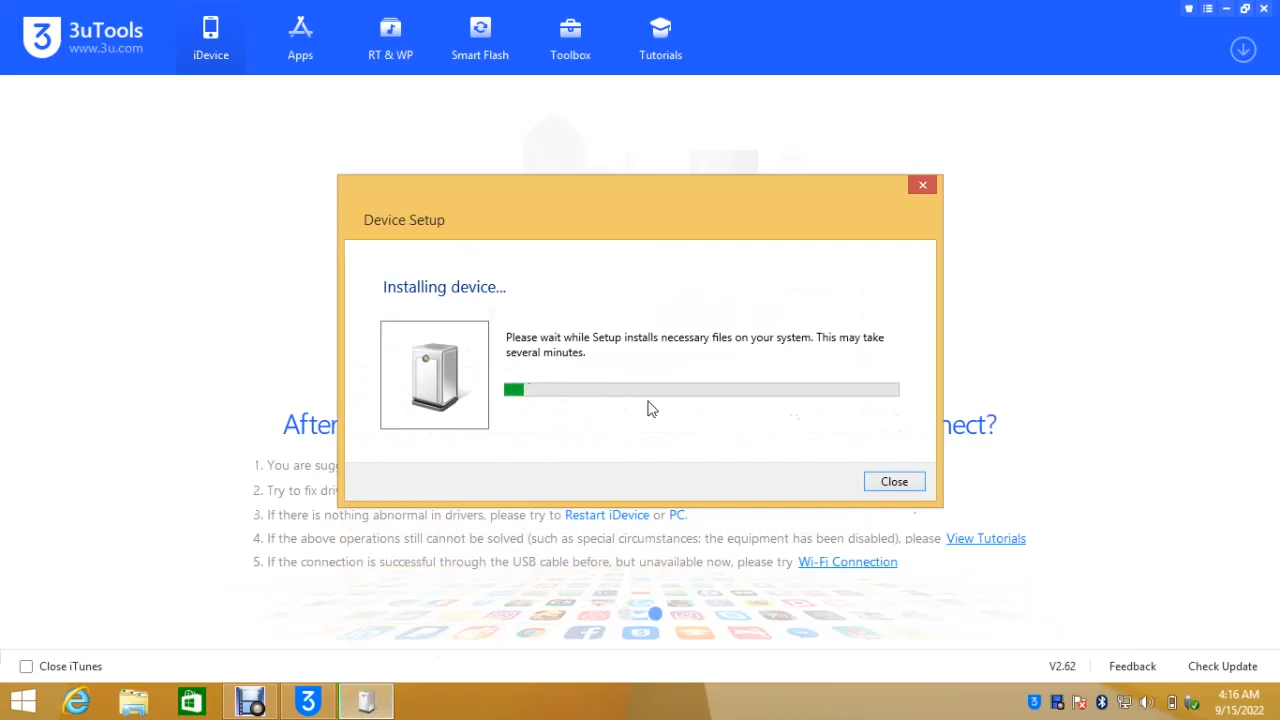 3
3uTools
www.3u.com
iDevice
Apps
RT & WP
Smart Flash
Toolbox
Tutorials
Device Setup
Installing device...
Please wait while Setup installs necessary files on your system. This may take
several minutes.
Close
After
nect?
1. You are sugg
2. Try to fix dri
3. If there is nothing abnormal in drivers, please try to Restart iDevice or PC.
4. If the above operations still cannot be solved (such as special circumstances: the equipment has been disabled), please View Tutorials
5. If the connection is successful through the USB cable before, but unavailable now, please try Wi-Fi Connection
Close iTunes
V2.62
Feedback
Check Update
4:16 AM
9/15/2022